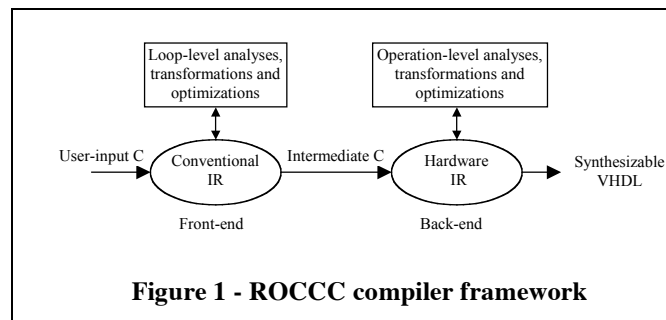 Loop-level analyses,
transformations and
optimizations
Operation-level analyses,
transformations and
optimizations
User-input C
Conventional
IR
Intermediate C
Hardware
IR
Synthesizable
VHDL
Front-end
Back-end
Figure 1 - ROCCC compiler framework